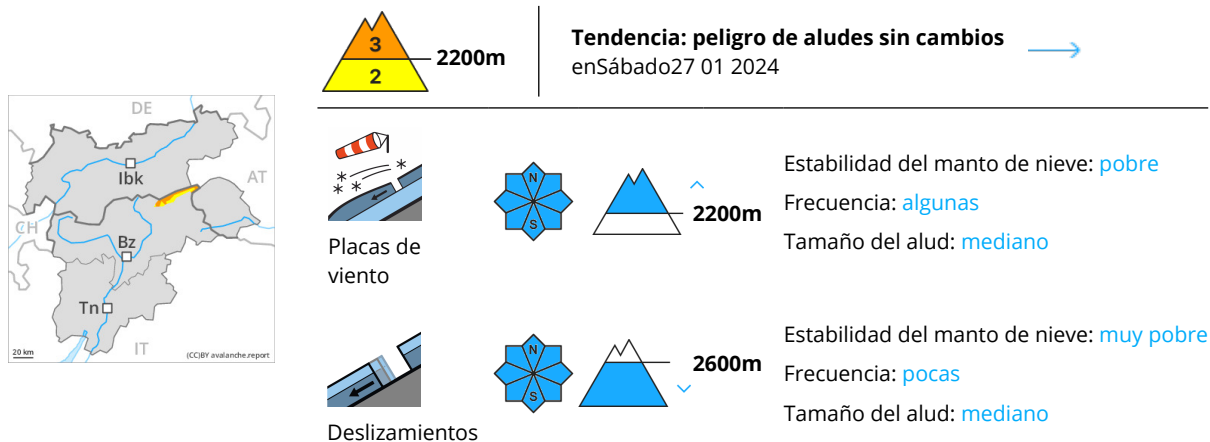 3
2
2200m
Tendencia: peligro de aludes sin cambios
enSábado27 01 2024
DE
Ibk
AT
CH
Bz
Tn
IT
20 km
(CC)BY avalanche.report
N
S
2200m
Placas de
viento
Estabilidad del manto de nieve: pobre
Frecuencia: algunas
Tamaño del alud: mediano
N
S
2600m
Deslizamientos
Estabilidad del manto de nieve: muy pobre
Frecuencia: pocas
Tamaño del alud: mediano